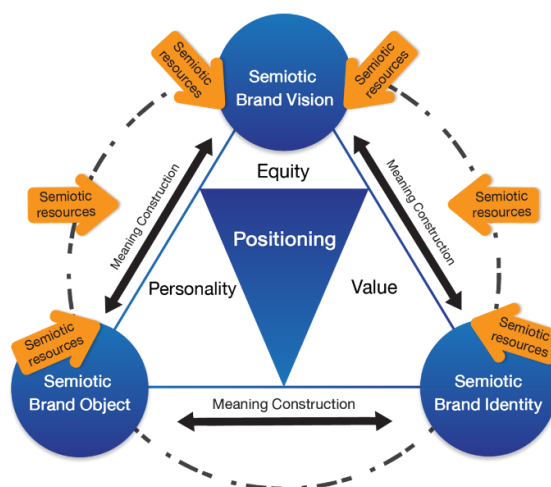 Semiotic
resources
Semiotic
resources
Semiotic
Brand Vision
Meaning Construction
Meaning Construction
Equity
Semiotic
resources
Semiotic
resources
Positioning
Personality
Value
Semiotic
resources
Semiotic
resources
Semiotic
Brand Object
Semiotic
Brand Identity
Meaning Construction